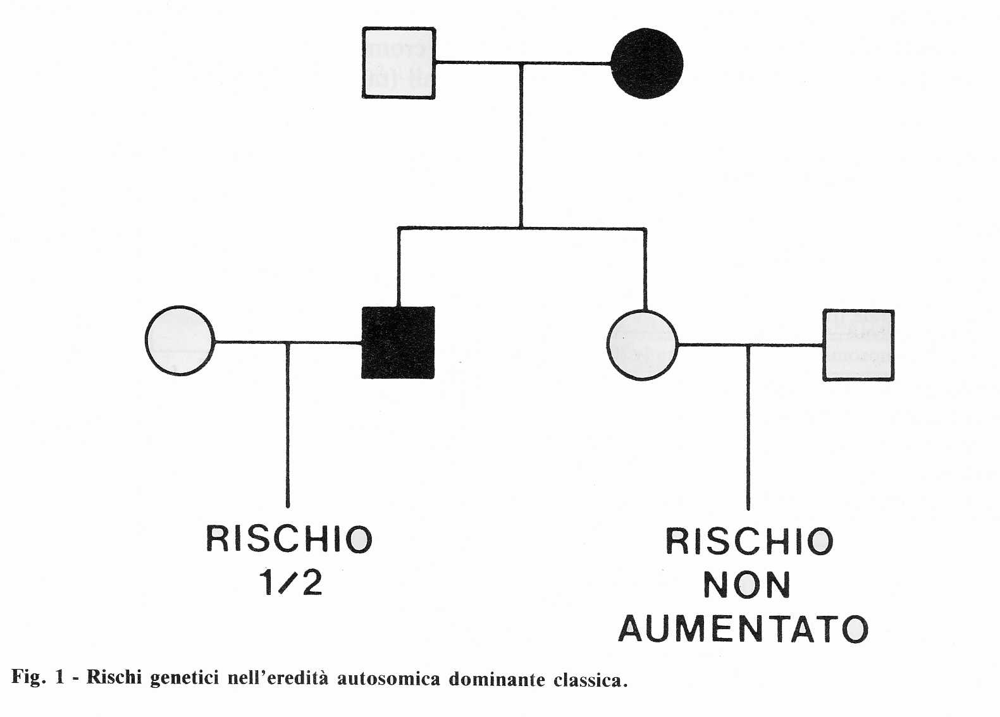 RISCHIO
1/2
RISCHIO
NON
AUMENTATO
Fig. 1 - Rischi genetici nell'eredità autosomica dominante classica.